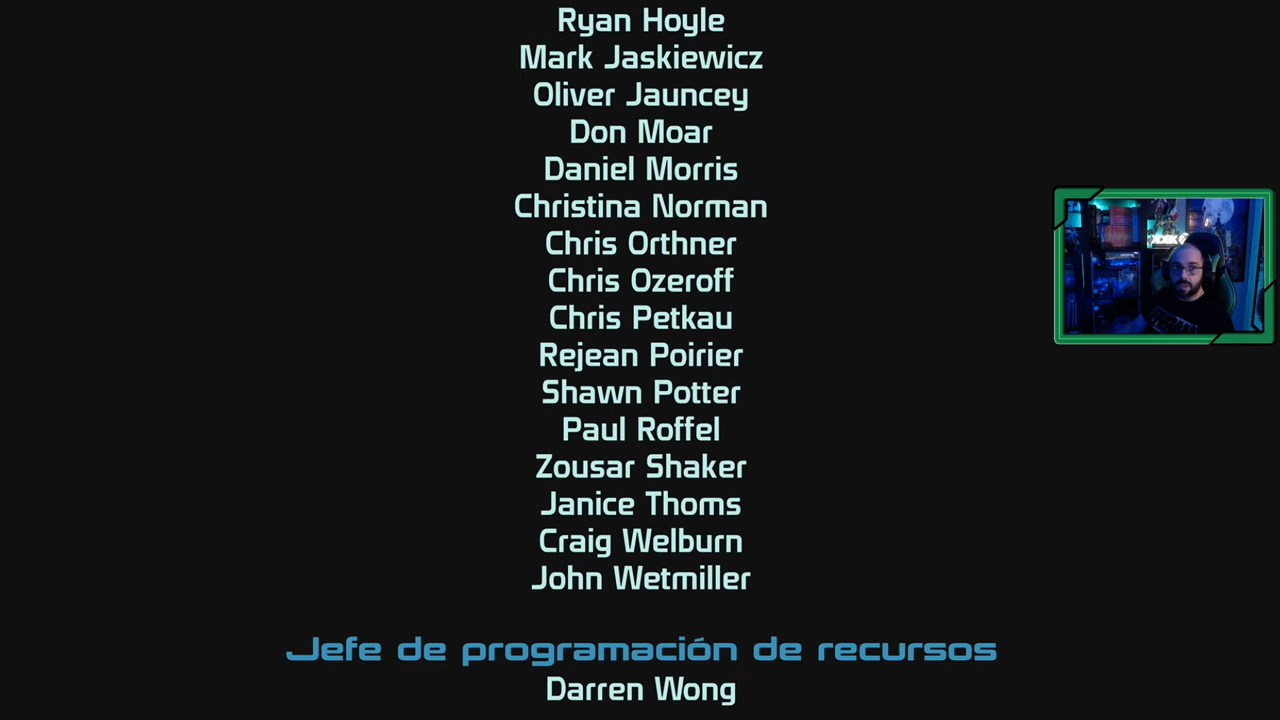 Ryan Hoyle
Mark Jaskiewicz
Oliver Jauncey
Don Moar
Daniel Morris
Christina Norman
Chris Orthner
Chris Ozeroff
Chris Petkau
Rejean Poirier
Shawn Potter
Paul Roffel
Zousar Shaker
Janice Thoms
Craig Welburn
John Wetmiller
Jefe de programación de recursos
Darren Wong